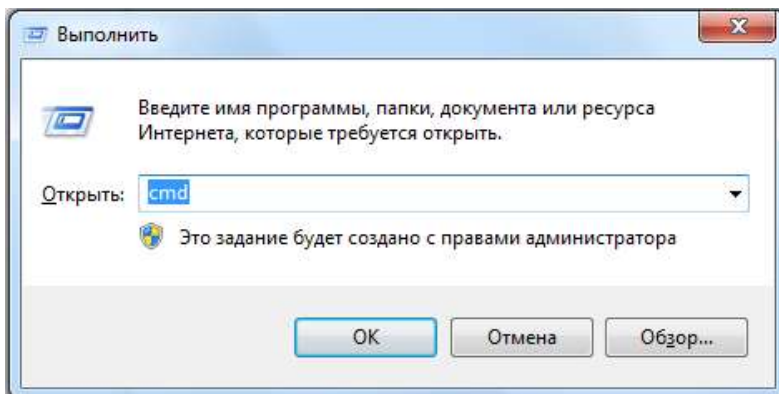 Выполнить
Введите имя программы, папки, документа или ресурса
Интернета, которые требуется открыть.
Открыть: cmd
Это задание будет создано с правами администратора
ОК Отмена Обзор...